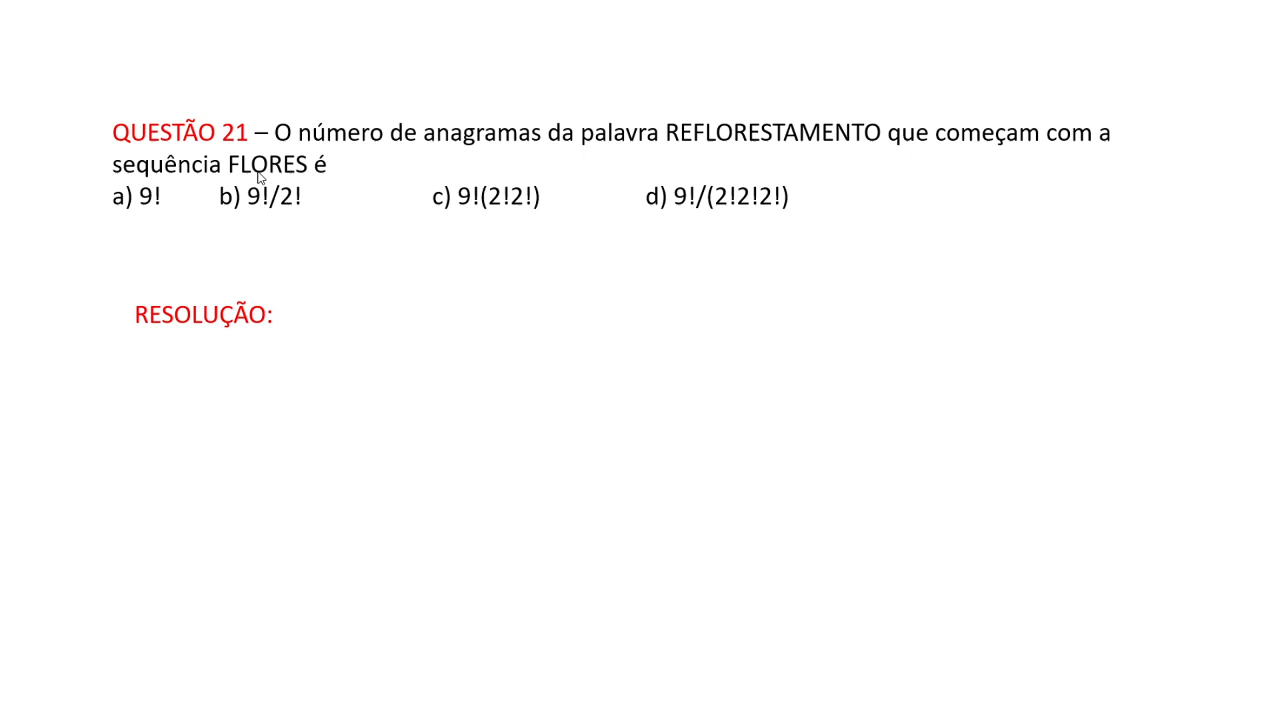 QUESTÃO 21 – O número de anagramas da palavra REFLORESTAMENTO que começam com a
sequência FLORES é
a) 9! b) 9!/2! c) 9!(2!2!) d) 9!/(2!2!2!)
RESOLUÇÃO: